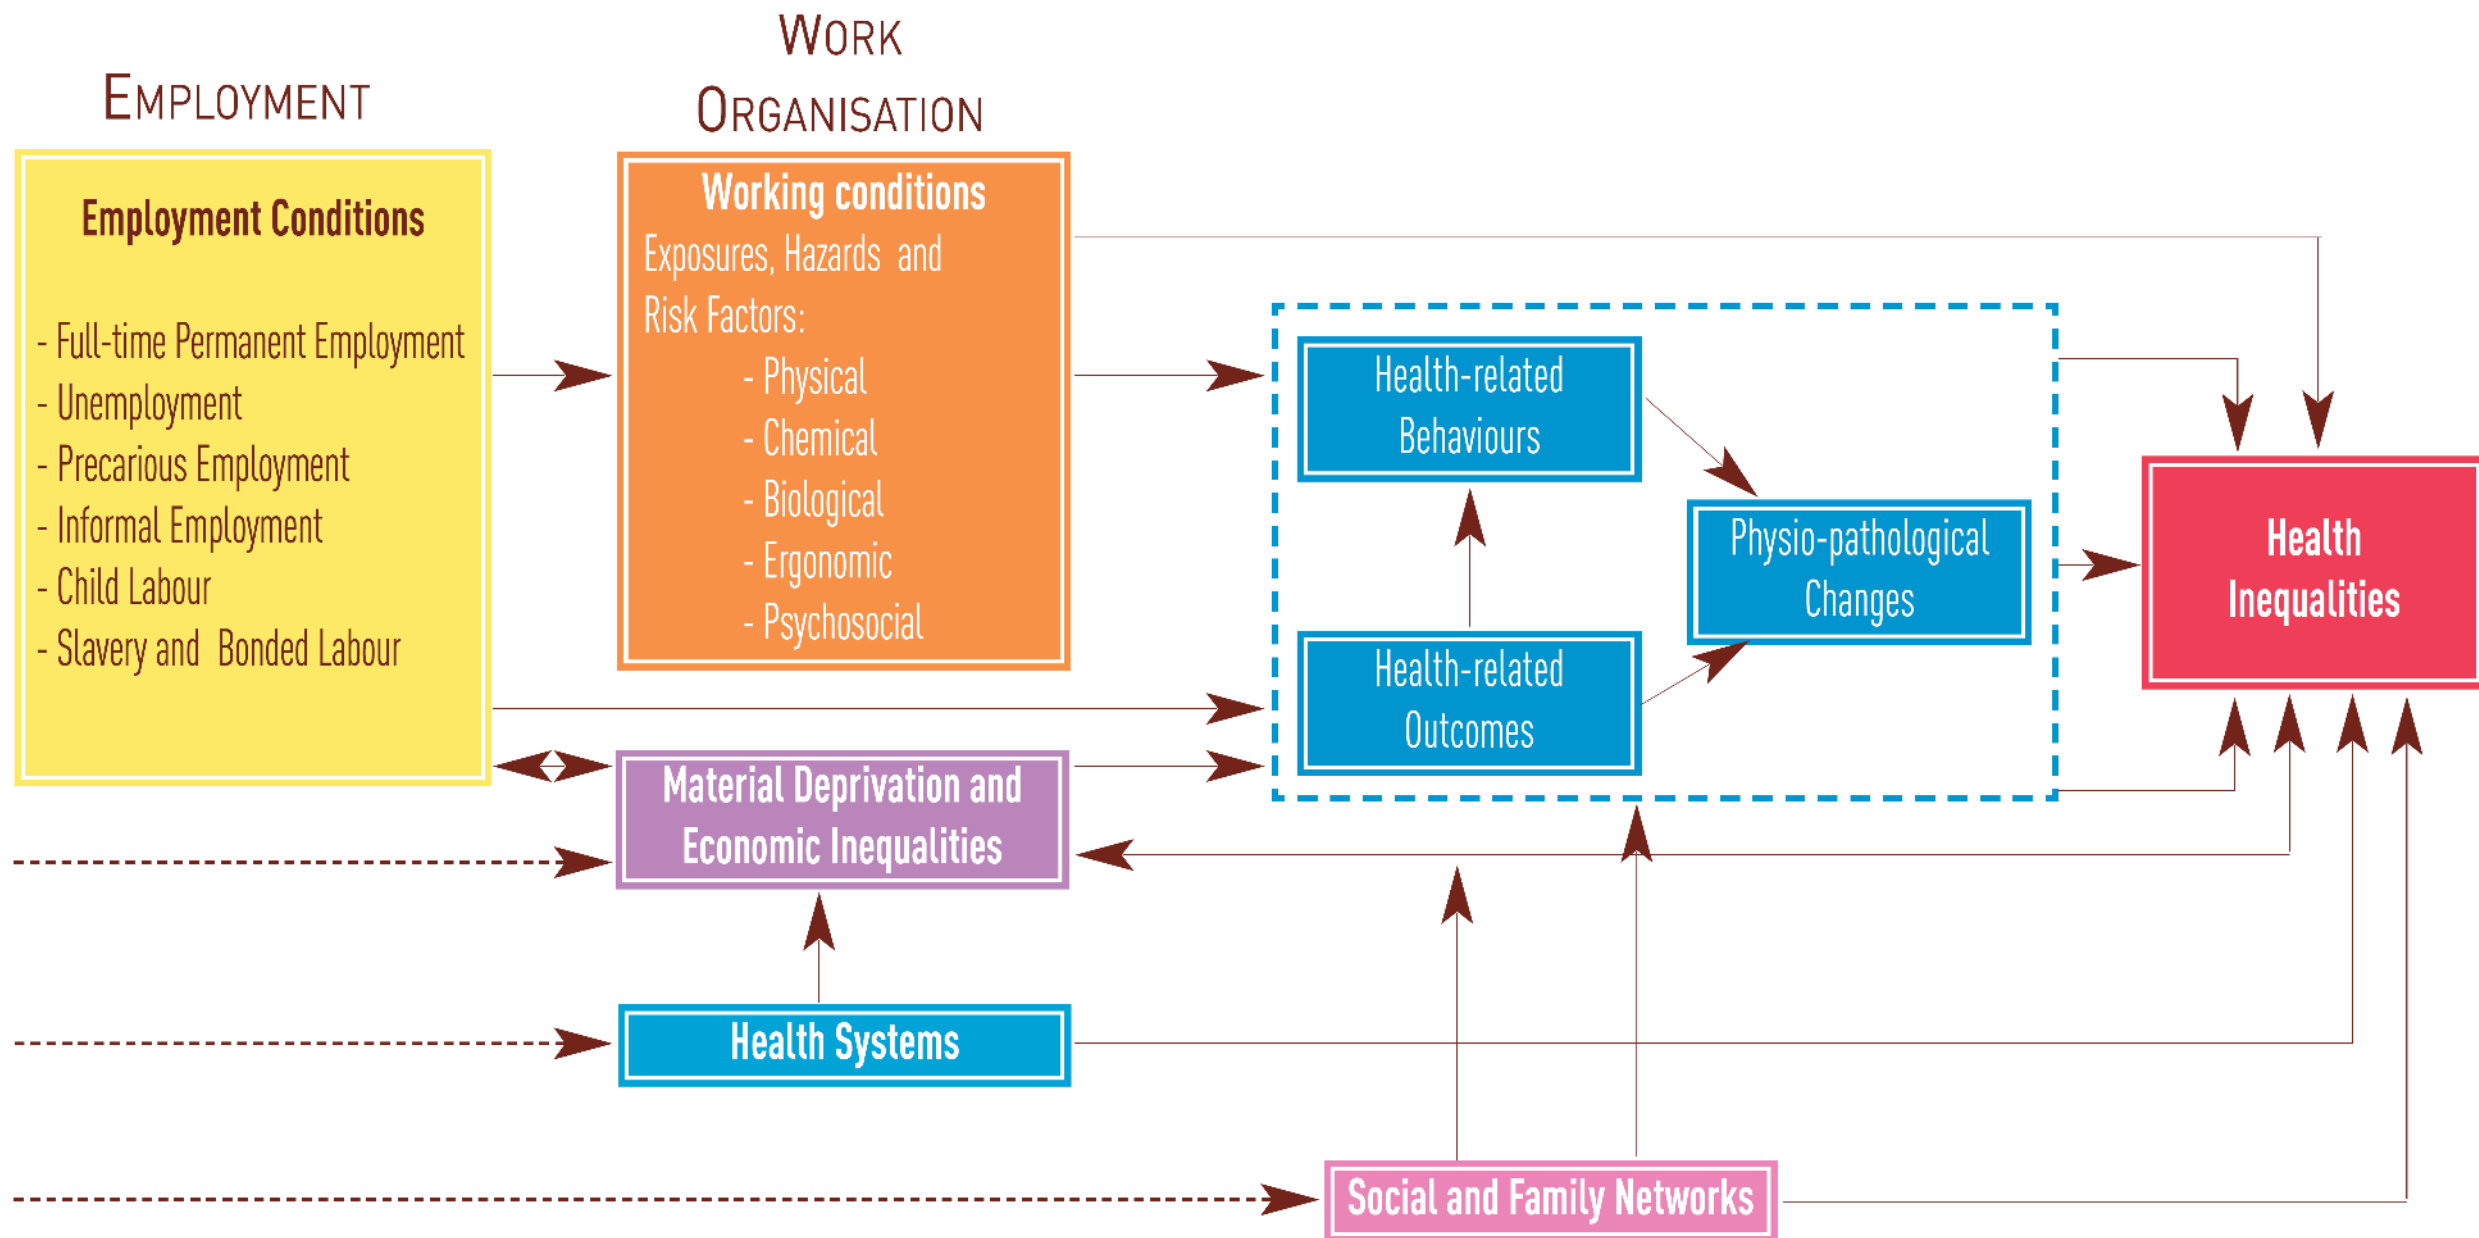 EMPLOYMENT
WORK
ORGANISATION
Employment Conditions
- Full-time Permanent Employment
- Unemployment
- Precarious Employment
- Informal Employment
- Child Labour
- Slavery and Bonded Labour
Working conditions
Exposures, Hazards and
Risk Factors:
- Physical
- Chemical
- Biological
- Ergonomic
- Psychosocial
Material Deprivation and
Economic Inequalities
Health Systems
Health-related
Behaviours
Health-related
Outcomes
Physio-pathological
Changes
Social and Family Networks
Health
Inequalities